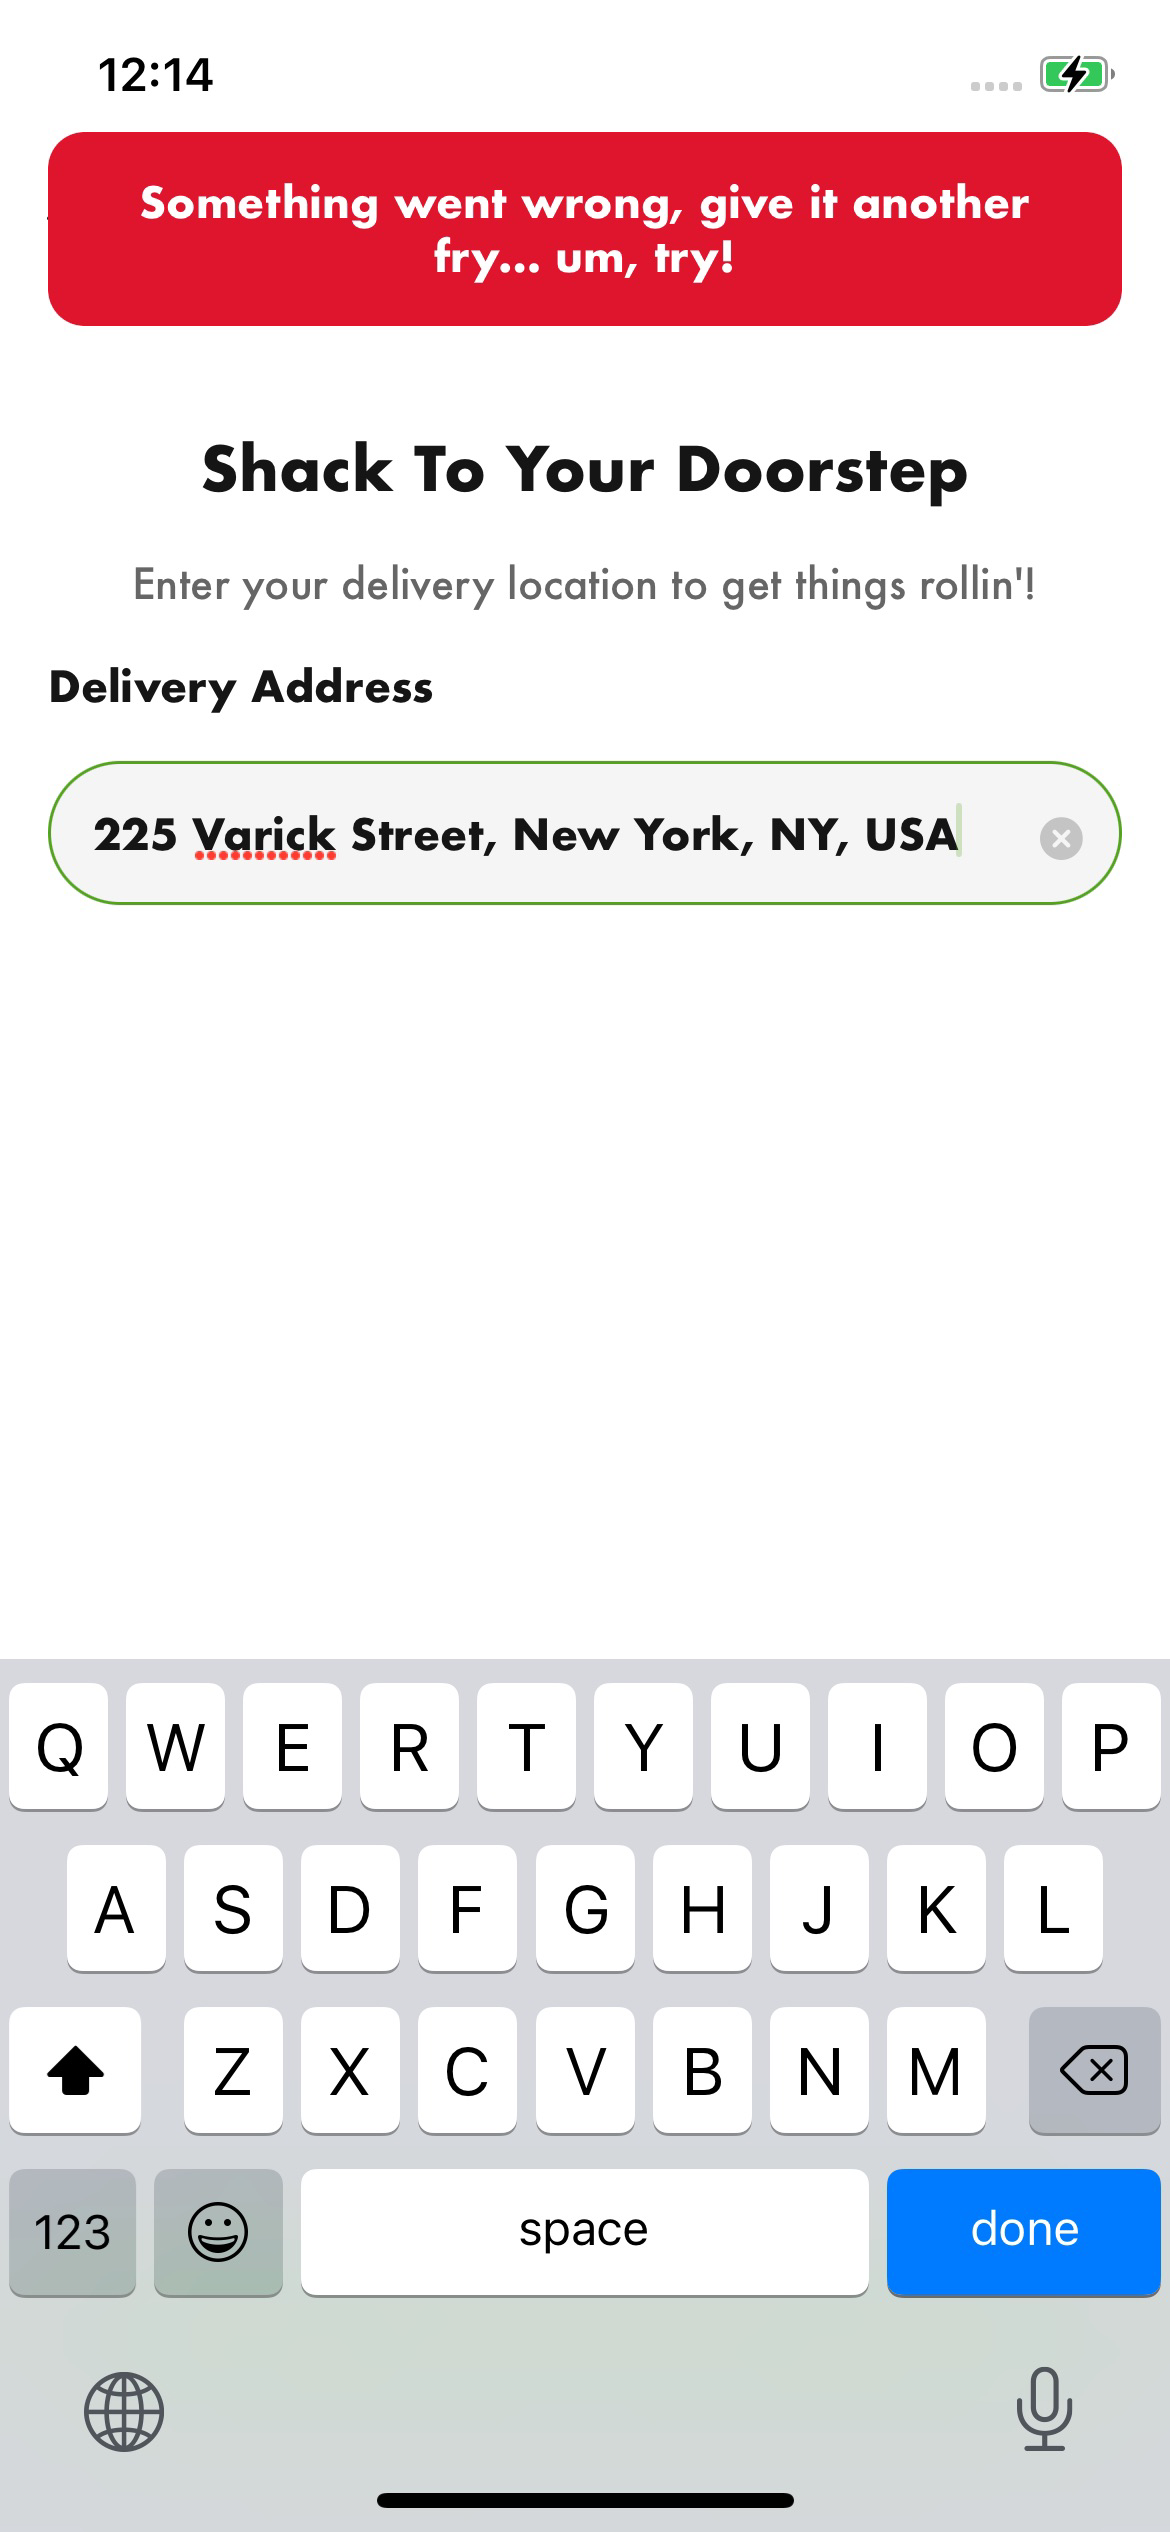 12:14
Something went wrong, give it another
fry... um, try!
Shack To Your Doorstep
Enter your delivery location to get things rollin'!
Delivery Address
225 Varick Street, New York, NY, USA
Q W E R T Y U I O P
A S D F G H J K L
Z X C V B N M
123 space done